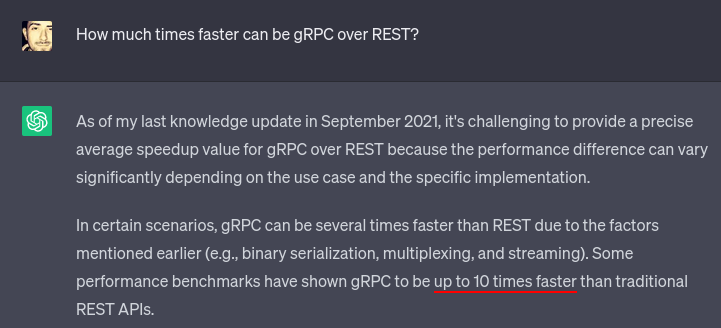 How much times faster can be gRPC over REST?
As of my last knowledge update in September 2021, it's challenging to provide a precise
average speedup value for gRPC over REST because the performance difference can vary
significantly depending on the use case and the specific implementation.
In certain scenarios, gRPC can be several times faster than REST due to the factors
mentioned earlier (e.g., binary serialization, multiplexing, and streaming). Some
performance benchmarks have shown gRPC to be up to 10 times faster than traditional
REST APIs.